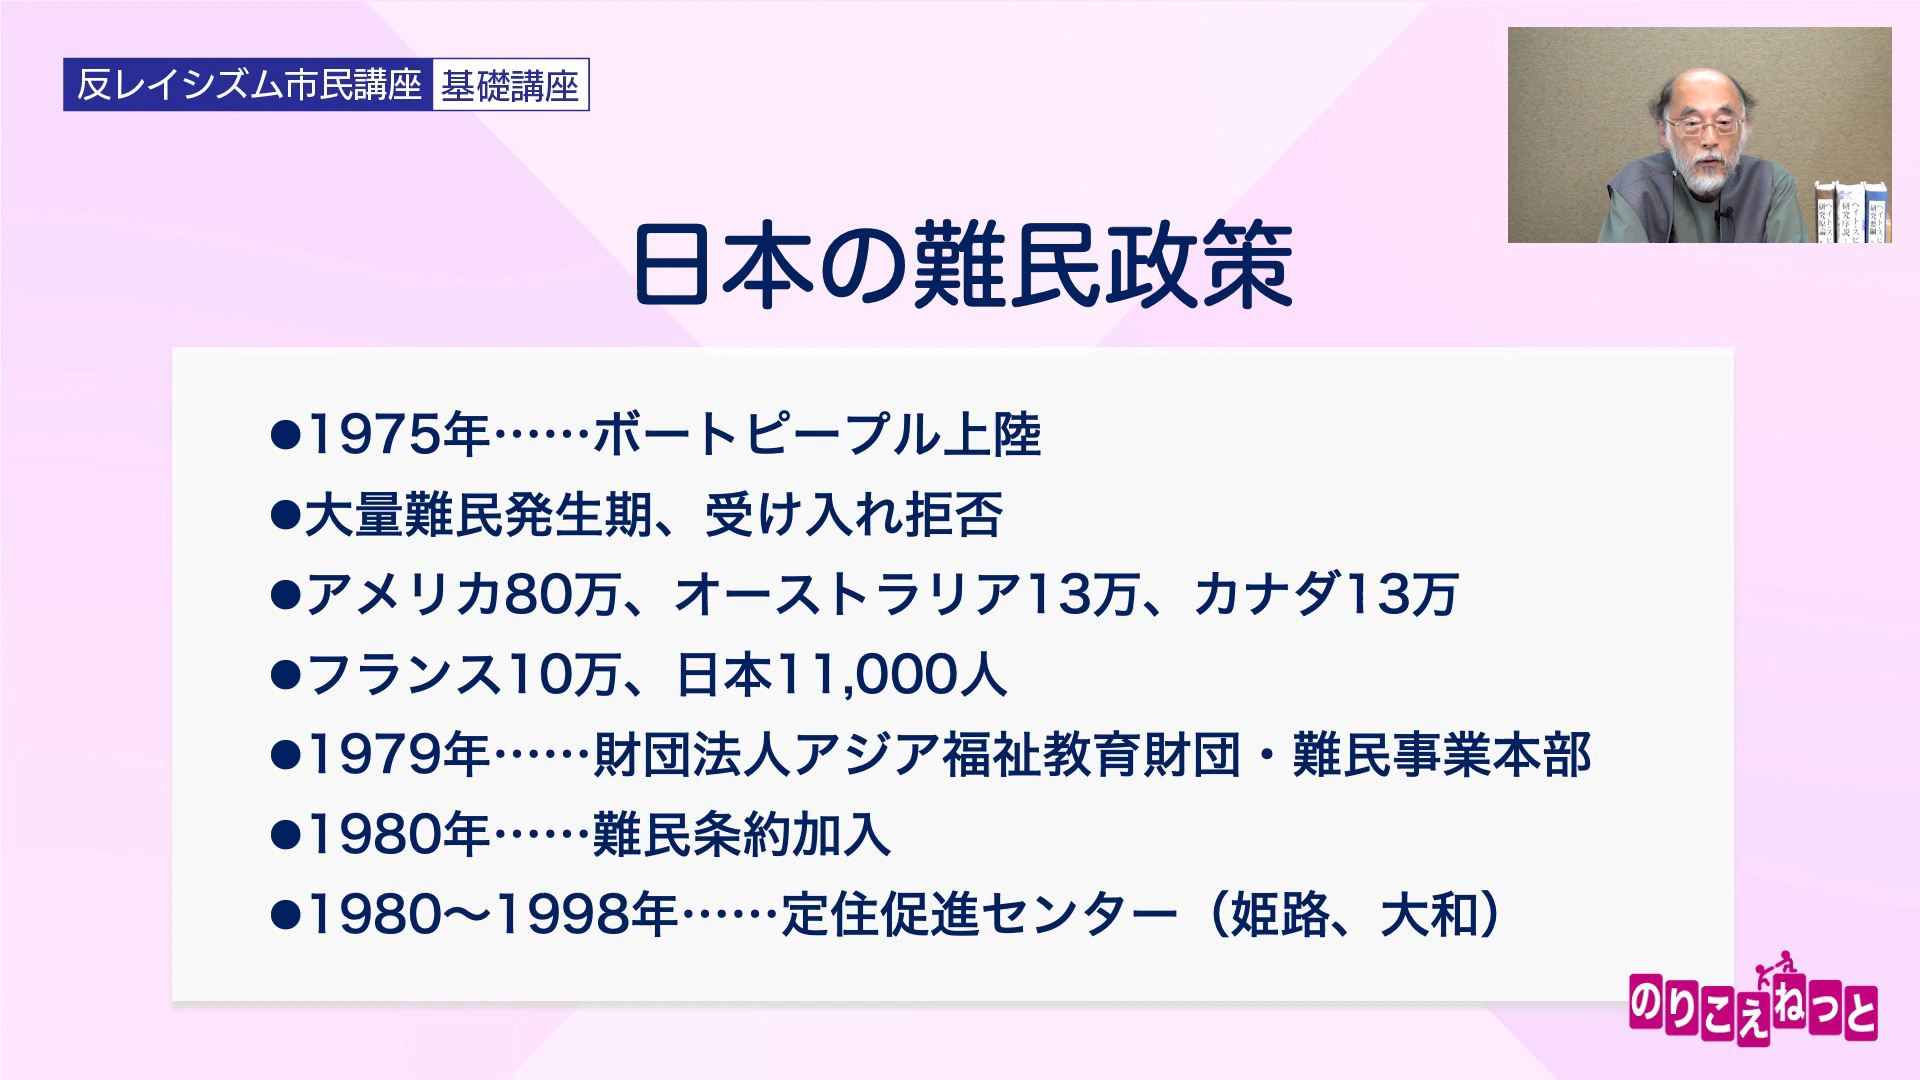 反レイシズム市民講座 基礎講座
日本の難民政策
●1975年……ボートピープル上陸
●大量難民発生期、受け入れ拒否
●アメリカ80万、オーストラリア13万、カナダ13万
●フランス10万、日本11,000人
●1979年……財団法人アジア福祉教育財団・難民事業本部
●1980年……難民条約加入
●1980〜1998年……定住促進センター（姫路、大和）
のりこえねっと